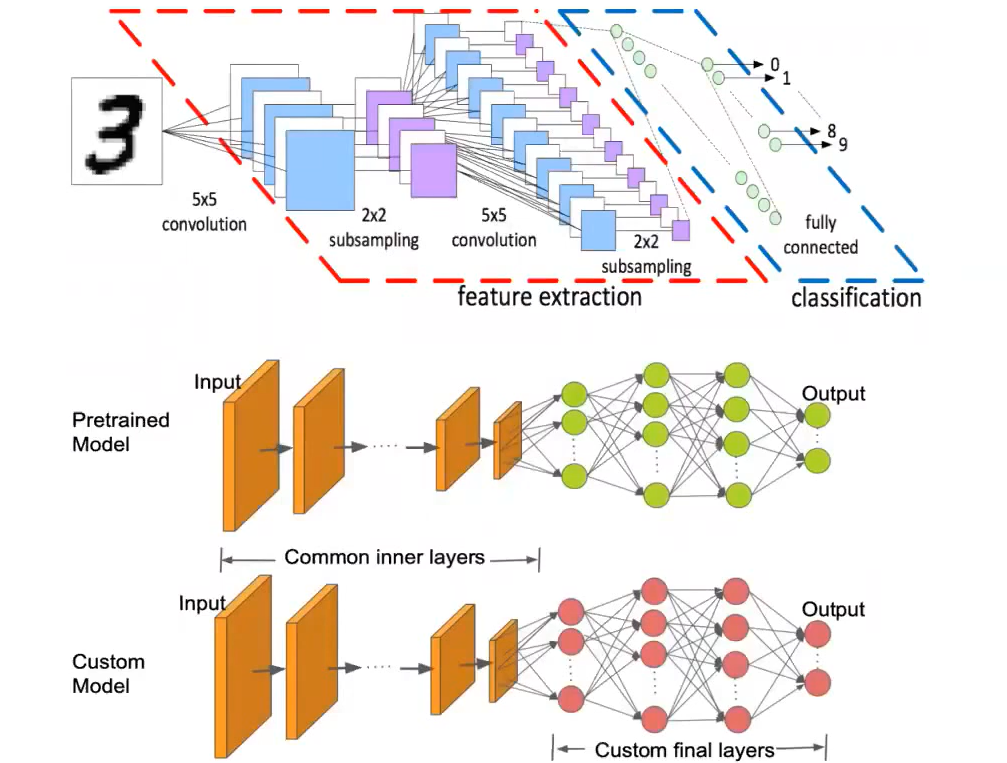 3
0
1
8
9
5x5
convolution
2x2
subsampling
5x5
convolution
2x2
subsampling
fully
connected
feature extraction
classification
Pretrained
Model
Input
Output
Common inner layers
Custom
Model
Input
Output
Custom final layers